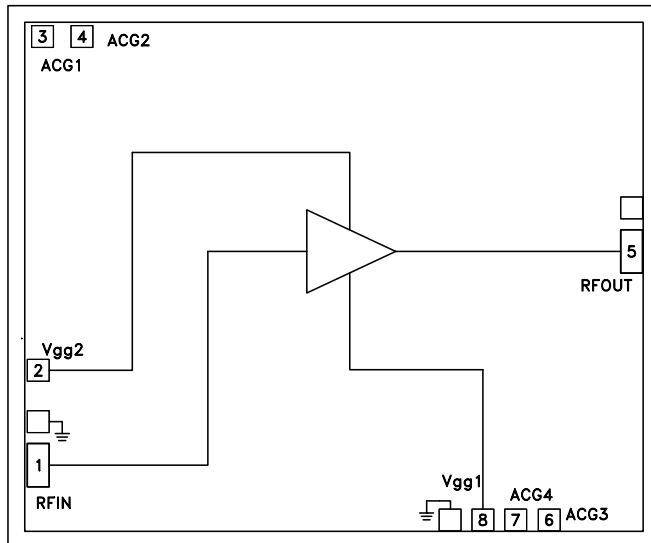 3 4 ACG2
ACG1
5
RFOUT
Vgg2
2
1
RFIN
Vgg1 ACG4
8 7 6 ACG3